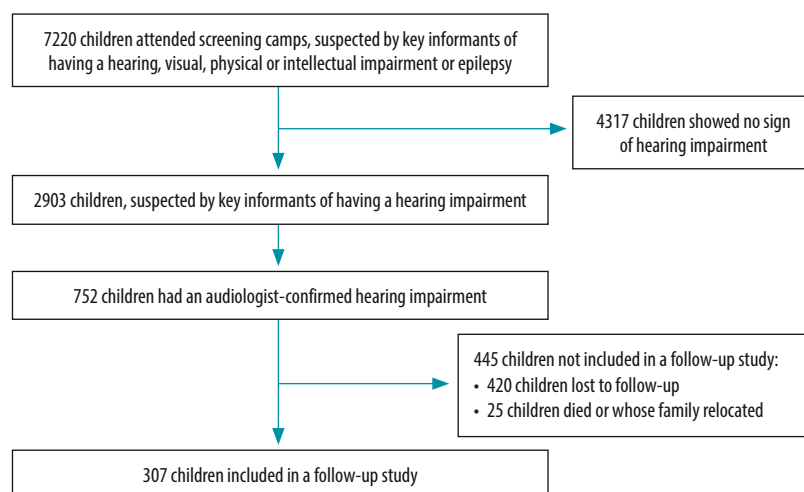 7220 children attended screening camps, suspected by key informants of
having a hearing, visual, physical or intellectual impairment or epilepsy
4317 children showed no sign
of hearing impairment
2903 children, suspected by key informants of having a hearing impairment
752 children had an audiologist-confirmed hearing impairment
445 children not included in a follow-up study:
• 420 children lost to follow-up
• 25 children died or whose family relocated
307 children included in a follow-up study